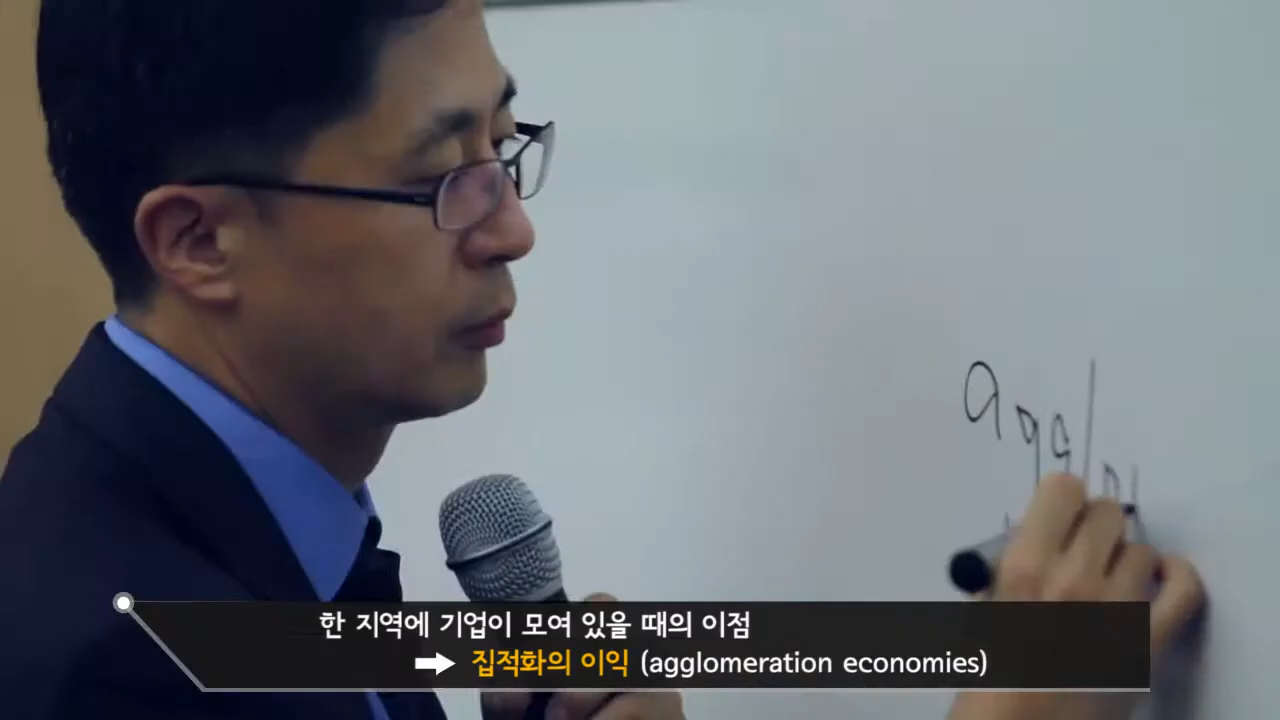 agglo
한 지역에 기업이 모여 있을 때의 이점
집적화의 이익 (agglomeration economies)